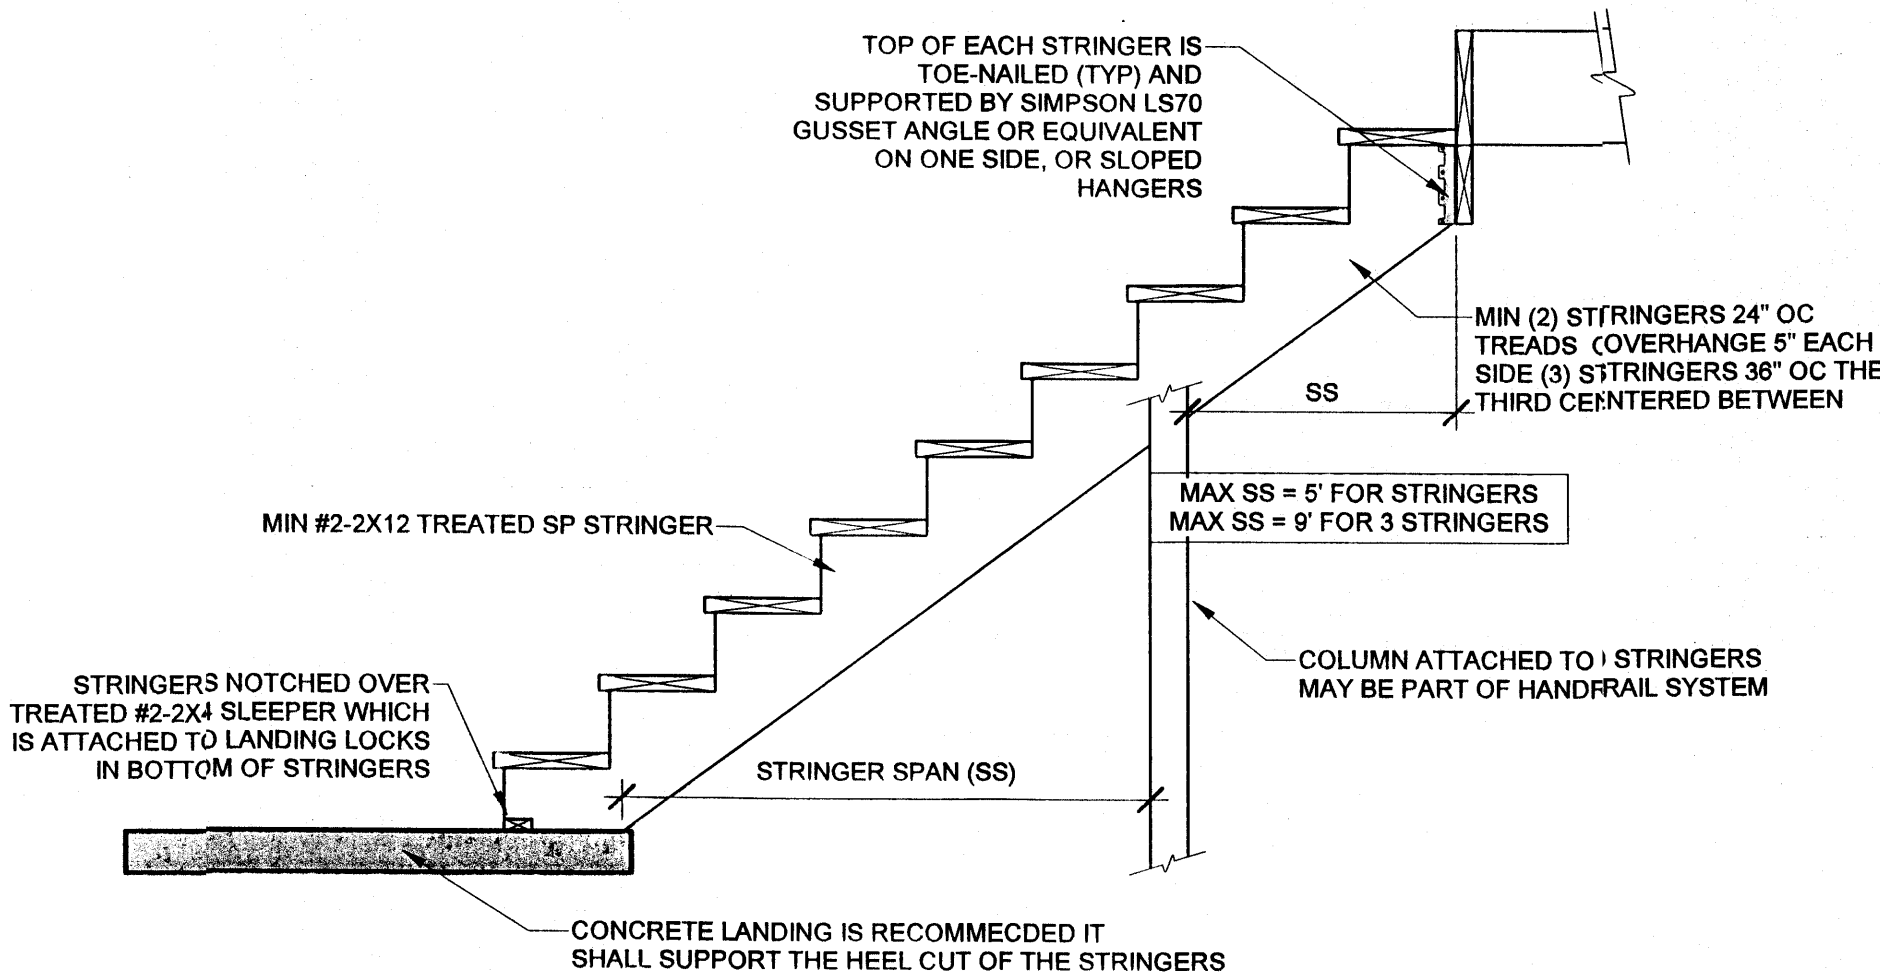 TOP OF EACH STRINGER IS
TOE-NAILED (TYP) AND
SUPPORTED BY SIMPSON LS70
GUSSET ANGLE OR EQUIVALENT
ON ONE SIDE, OR SLOPED
HANGERS
MIN (2) STRINGERS 24" OC
TREADS OVERHANGE 5" EACH
SIDE (3) STRINGERS 36" OC THE
THIRD CENTERED BETWEEN
SS
MAX SS = 5' FOR STRINGERS
MAX SS = 9' FOR 3 STRINGERS
MIN #2-2X12 TREATED SP STRINGER
COLUMN ATTACHED TO STRINGERS
MAY BE PART OF HANDRAIL SYSTEM
STRINGERS NOTCHED OVER
TREATED #2-2X4 SLEEPER WHICH
IS ATTACHED TO LANDING LOCKS
IN BOTTOM OF STRINGERS
STRINGER SPAN (SS)
CONCRETE LANDING IS RECOMMECDED IT
SHALL SUPPORT THE HEEL CUT OF THE STRINGERS